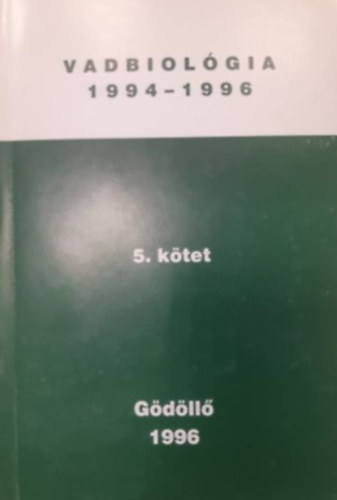 VADBIOLÓGIA
1994-1996
5. kötet
Gödöllő
1996